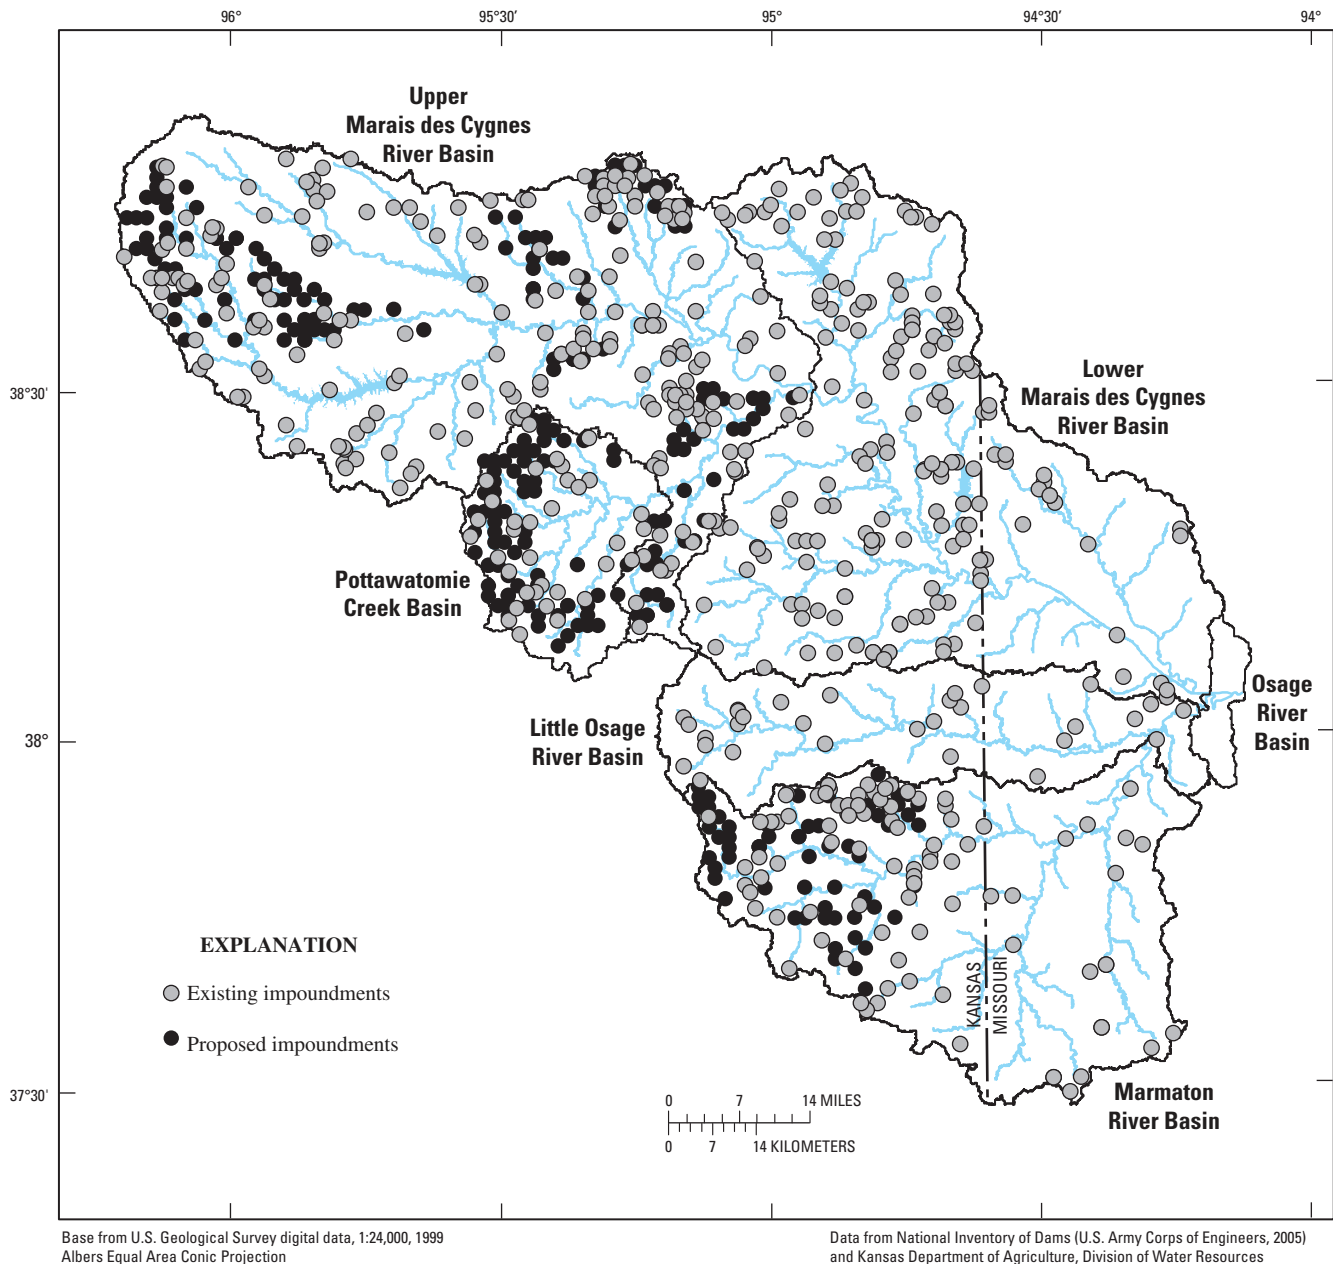 96°
95°30'
95°
94°30'
94°
Upper
Marais des Cygnes
River Basin
38°30'
Lower
Marais des Cygnes
River Basin
Pottawatomie
Creek Basin
Little Osage
River Basin
Osage
River
Basin
38°
EXPLANATION
Existing impoundments
Proposed impoundments
KANSAS
MISSOURI
37°30'
0 7 14 MILES
0 7 14 KILOMETERS
Marmaton
River Basin
Base from U.S. Geological Survey digital data, 1:24,000, 1999
Albers Equal Area Conic Projection
Data from National Inventory of Dams (U.S. Army Corps of Engineers, 2005)
and Kansas Department of Agriculture, Division of Water Resources